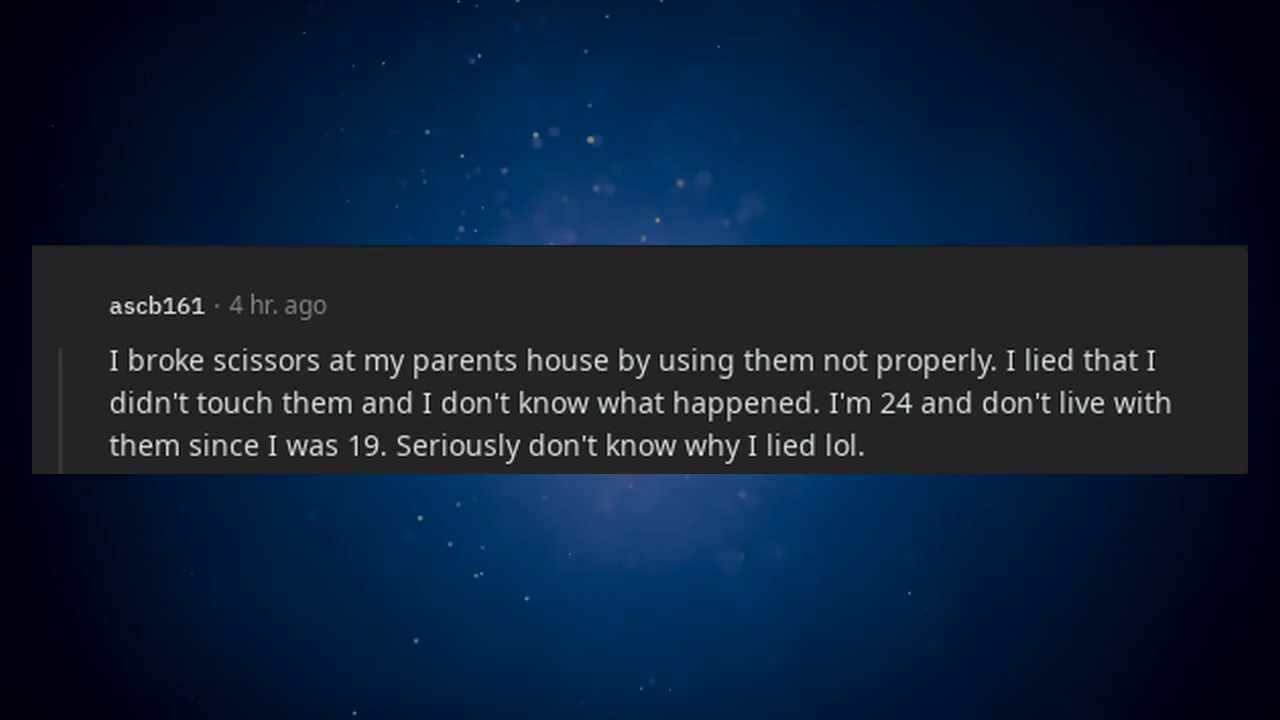 ascb161 · 4 hr. ago
I broke scissors at my parents house by using them not properly. I lied that I
didn't touch them and I don't know what happened. I'm 24 and don't live with
them since I was 19. Seriously don't know why I lied lol.